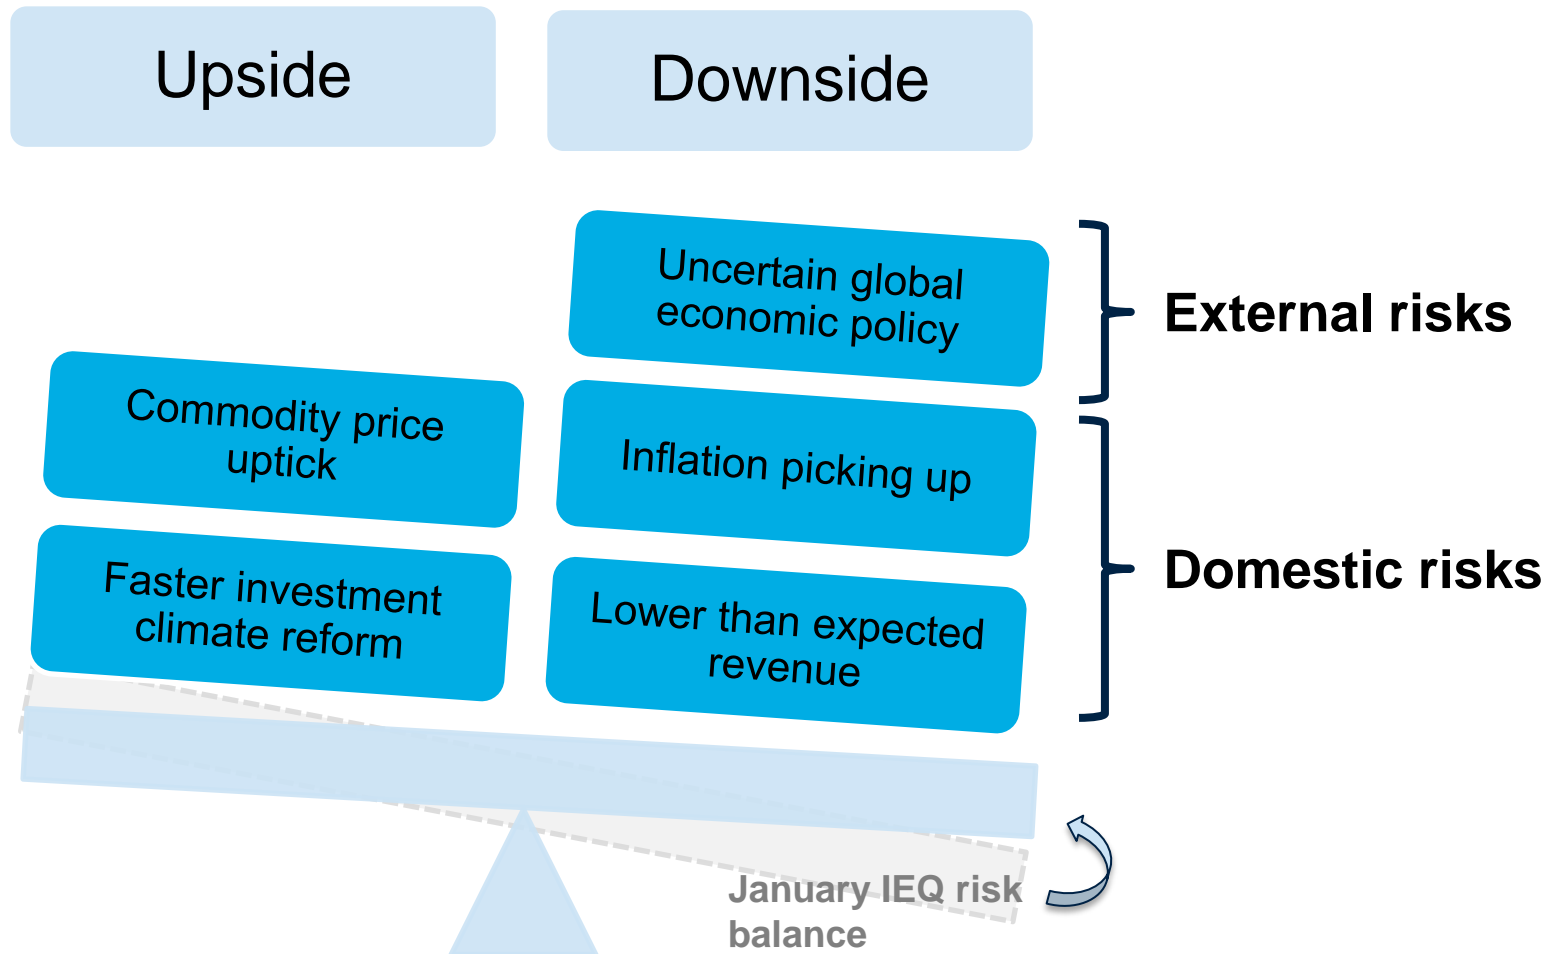 Upside
Downside
Uncertain global
economic policy
External risks
Commodity price
uptick
Inflation picking up
Faster investment
climate reform
Lower than expected
revenue
Domestic risks
January IEQ risk
balance